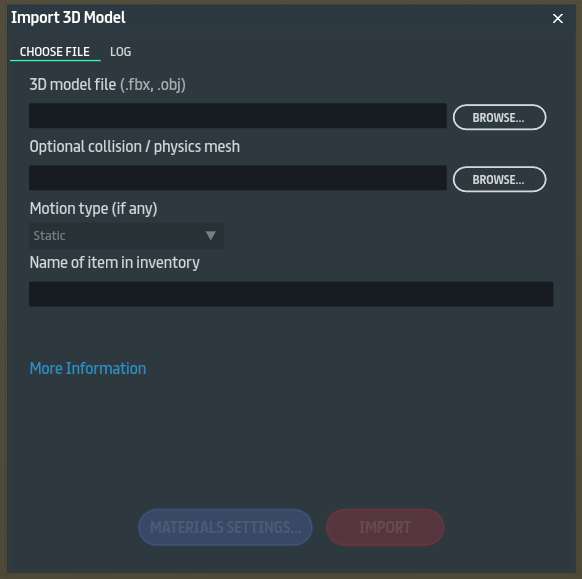 Import 3D Model
CHOOSE FILE LOG
3D model file (.fbx, .obj)
BROWSE...
Optional collision / physics mesh
BROWSE...
Motion type (if any)
Static
Name of item in inventory
More Information
MATERIALS SETTINGS... IMPORT